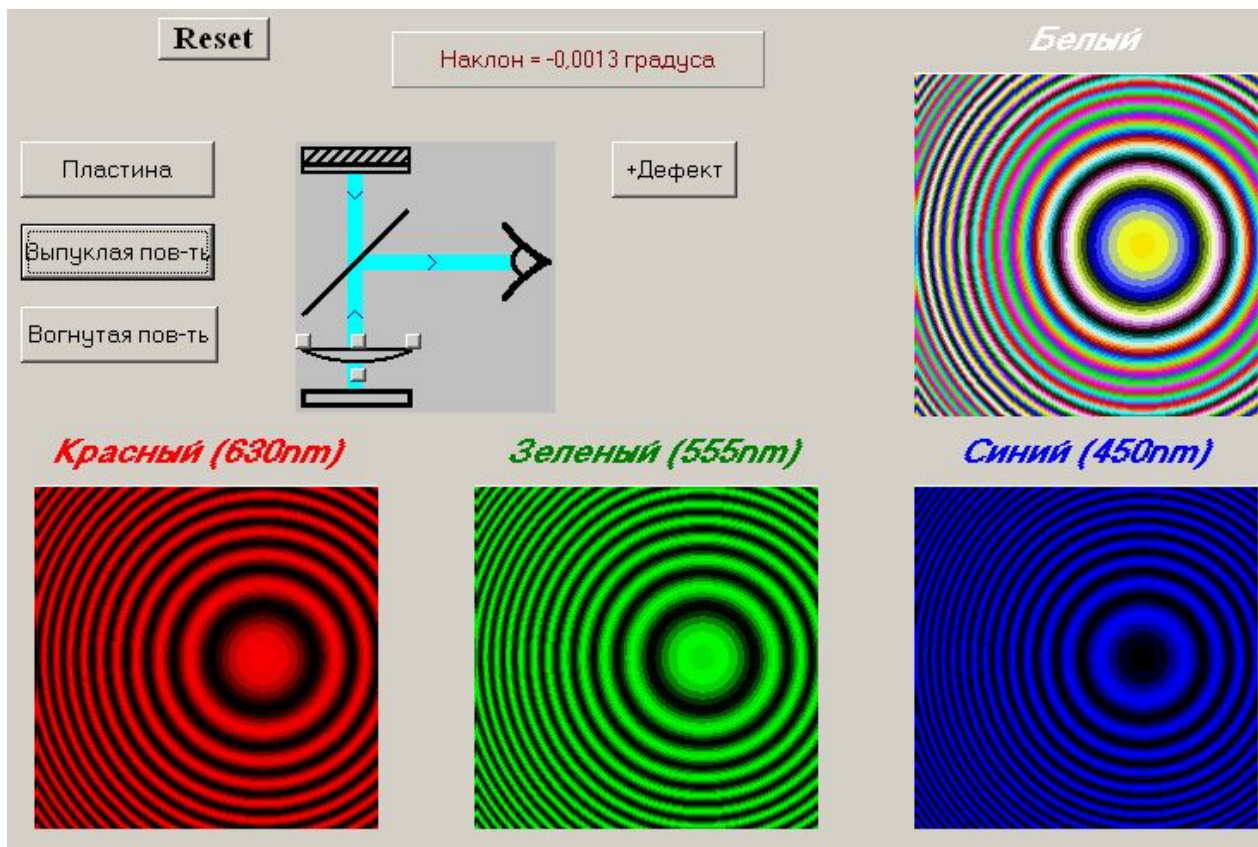 Reset
Наклон = -0,0013 градуса
Белый
Пластина
+Дефект
Выпуклая пов-ть
Вогнутая пов-ть
Красный (630nm)
Зеленый (555nm)
Синий (450nm)